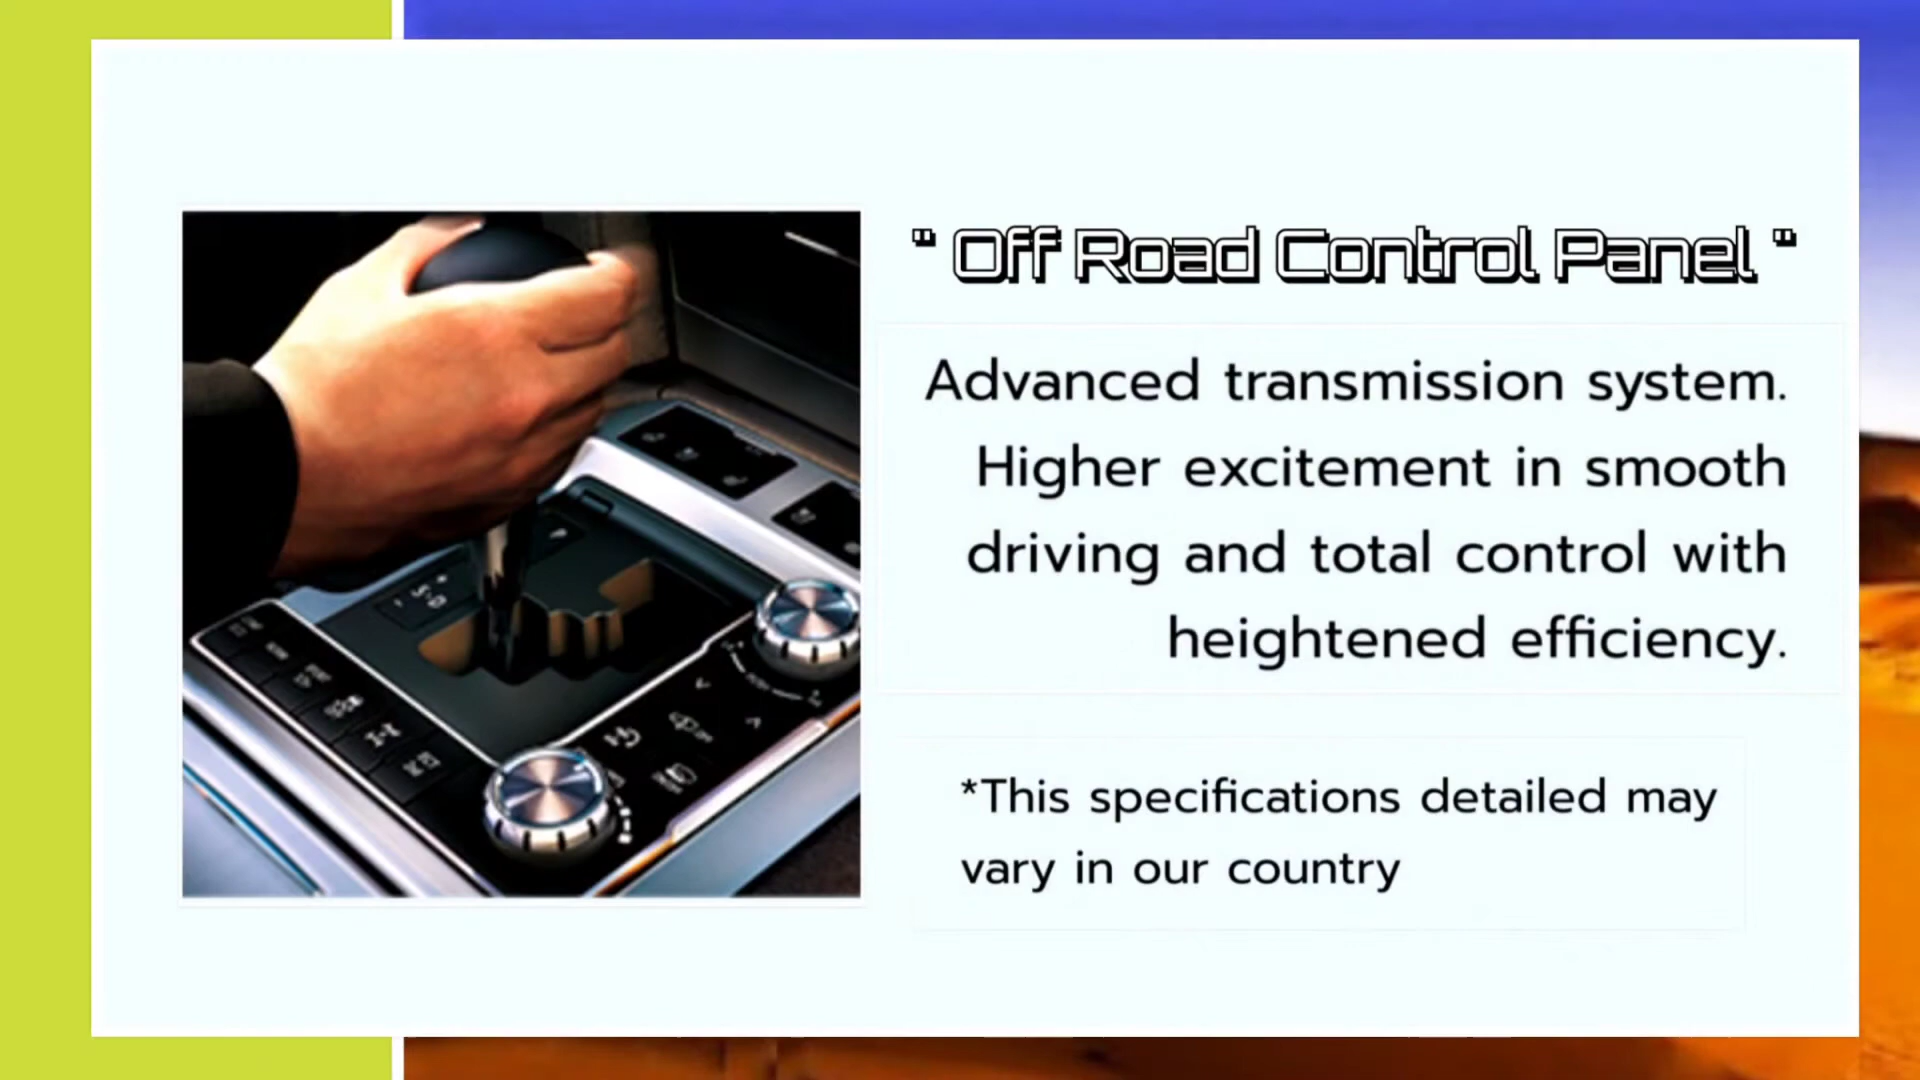 " Off Road Control Panel "
Advanced transmission system.
Higher excitement in smooth
driving and total control with
heightened efficiency.
*This specifications detailed may
vary in our country